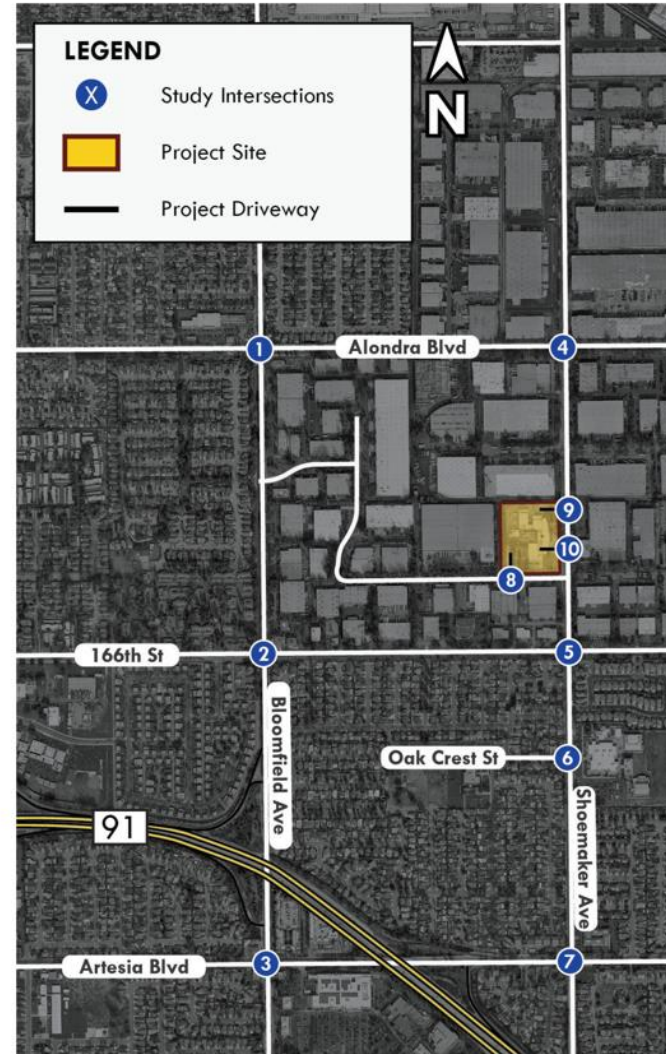 LEGEND
X Study Intersections
Project Site
Project Driveway
N
1
Alondra Blvd
4
9
10
8
166th St
2
5
Bloomfield Ave
Oak Crest St
6
Shoemaker Ave
91
Artesia Blvd
3
7